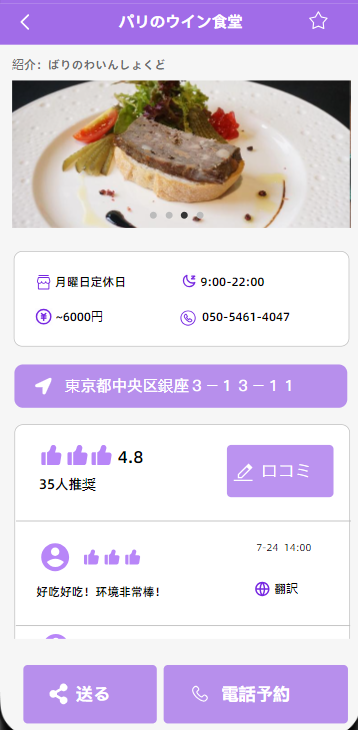 パリのウイン食堂
紹介：ぱりのわいんしょくど
月曜日定休日
9:00-22:00
~6000円
050-5461-4047
東京都中央区銀座３－１３－１１
4.8
35人推奨
口コミ
7-24 14:00
好吃好吃！环境非常棒！
翻訳
送る
電話予約